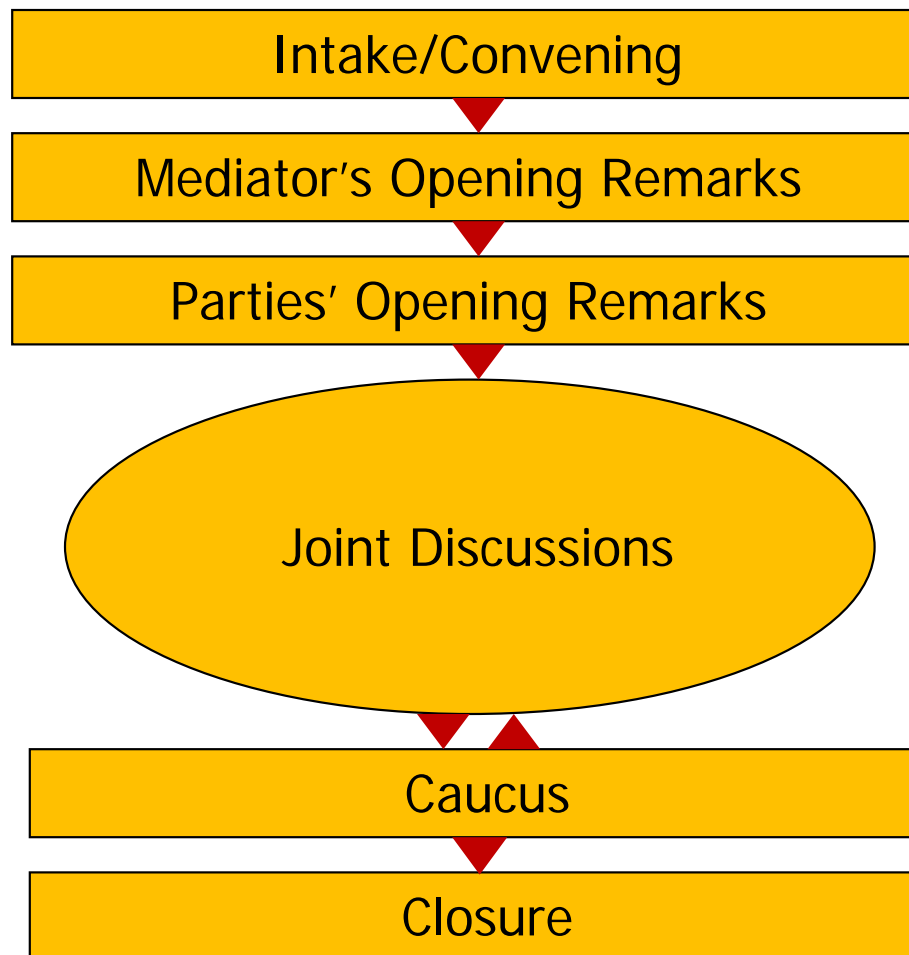 Intake/Convening
Mediator's Opening Remarks
Parties' Opening Remarks
Joint Discussions
Caucus
Closure